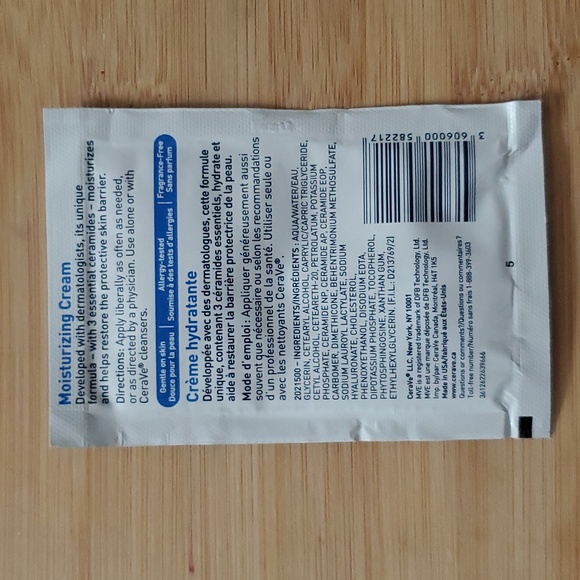 Moisturizing Cream
Developed with dermatologists, its unique
formula – with 3 essential ceramides – moisturizes
and helps restore the protective skin barrier.
Directions: Apply liberally as often as needed,
or as directed by a physician. Use alone or with
CeraVe® cleansers.
Gentle on skin
Douce pour la peau
Allergy-tested
Soumise à des tests d'allergies
Fragrance-Free
Sans parfum
Crème hydratante
Développée avec des dermatologues, cette formule
unique, contenant 3 céramides essentiels, hydrate et
aide à restaurer la barrière protectrice de la peau.
Mode d'emploi: Appliquer généreusement aussi
souvent que nécessaire ou selon les recommandations
d'un professionnel de la santé. Utiliser seule ou
avec les nettoyants CeraVe®.
2021500 - INGREDIENTS/INGRÉDIENTS: AQUA/WATER/EAU,
GLYCERIN, CETEARYL ALCOHOL, CAPRYLIC/CAPRIC TRIGLYCERIDE,
CETYL ALCOHOL, CETEARETH-20, PETROLATUM, POTASSIUM
PHOSPHATE, CERAMIDE NP, CERAMIDE AP, CERAMIDE EOP,
CARBOMER, DIMETHICONE, BEHENTRIMONIUM METHOSULFATE,
SODIUM LAUROYL LACTYLATE, SODIUM
HYALURONATE, CHOLESTEROL,
PHENOXYETHANOL, DISODIUM EDTA,
DIPOTASSIUM PHOSPHATE, TOCOPHEROL,
PHYTOSPHINGOSINE, XANTHAN GUM,
ETHYLHEXYLGLYCERIN. (F.I.L. D213769/2)
CeraVe® LLC, New York, NY 10001
MVE is a registered trademark of DFB Technology, Ltd.
MVE est une marque déposée de DFB Technology, Ltd.
Imp. by/par: CeraVe Canada, Montréal, H4T 1K5
Made in USA/Fabriqué aux États-Unis
www.cerave.ca
Questions or comments?/Questions ou commentaires?
Toll-free number/Numéro sans frais 1-888-399-3603
3612622639666
3 606000 582217
5